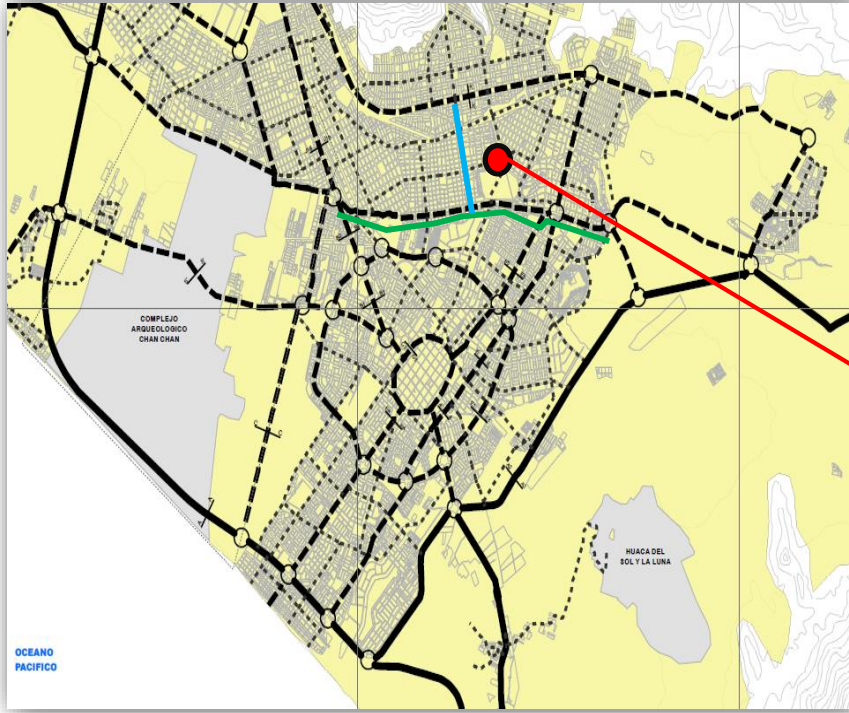 COMPLEJO
ARQUEOLOGICO
CHAN CHAN
HUACA DEL
SOL Y LA LUNA
OCEANO
PACIFICO